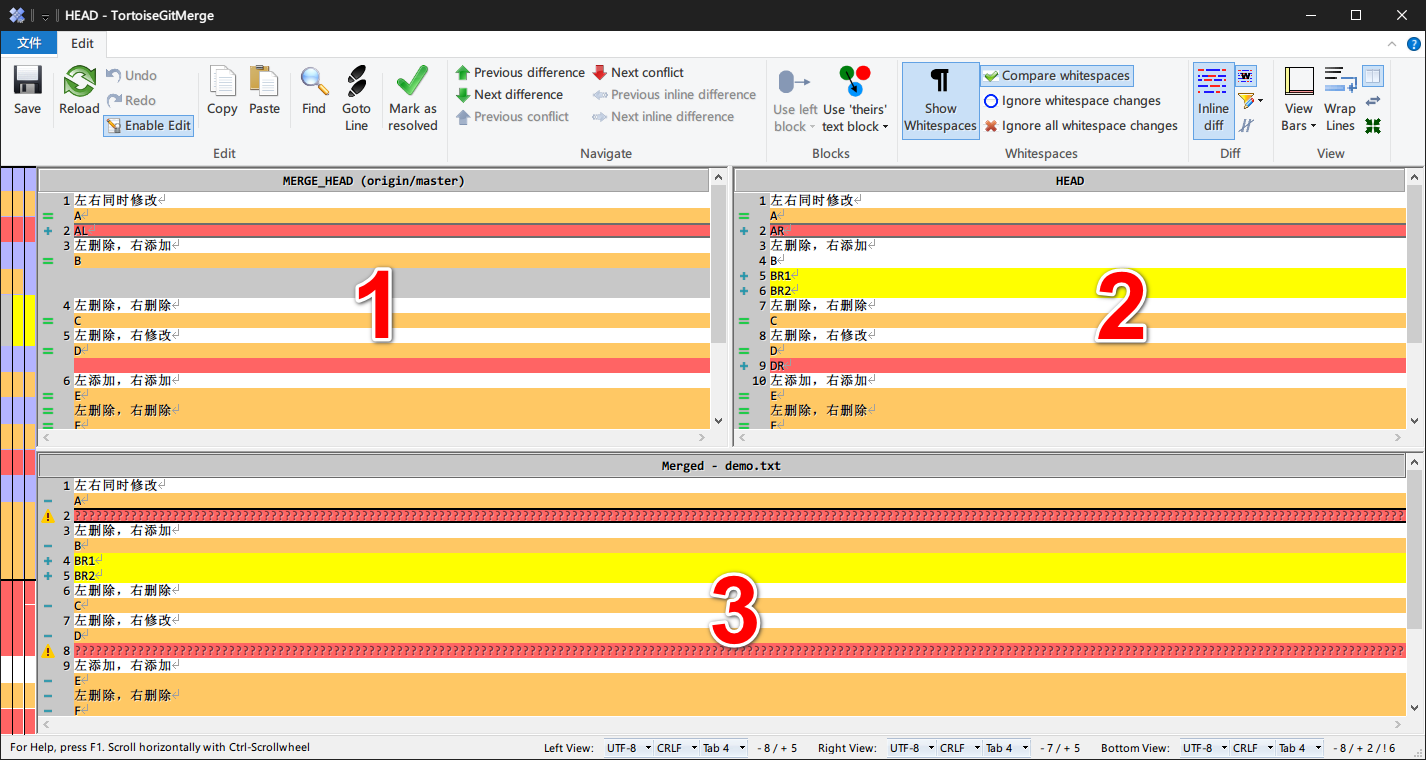 HEAD - TortoiseGitMerge
文件 Edit
Save
Reload
Undo
Redo
Enable Edit
Copy
Paste
Find
Goto
Line
Mark as
resolved
Edit
Previous difference
Next difference
Previous conflict
Next conflict
Previous inline difference
Next inline difference
Navigate
Use left
block
Use 'theirs'
text block
Blocks
Show
Whitespaces
Compare whitespaces
Ignore whitespace changes
Ignore all whitespace changes
Whitespaces
Inline
diff
Diff
View
Bars
Wrap
Lines
View
MERGE_HEAD (origin/master)
1 左右同时修改
A
2 AL
3 左删除，右添加
B
4 左删除，右删除
C
5 左删除，右修改
D
6 左添加，右添加
E
左删除，右删除
F
1
HEAD
1 左右同时修改
A
2 AR
3 左删除，右添加
4 B
5 BR1
6 BR2
7 左删除，右删除
C
8 左删除，右修改
D
9 DR
10 左添加，右添加
E
左删除，右删除
F
2
Merged - demo.txt
1 左右同时修改
A
2
3 左删除，右添加
B
4 BR1
5 BR2
6 左删除，右删除
C
7 左删除，右修改
D
8
9 左添加，右添加
E
左删除，右删除
F
3
For Help, press F1. Scroll horizontally with Ctrl-Scrollwheel
Left View: UTF-8 CRLF Tab 4 - 8 / + 5
Right View: UTF-8 CRLF Tab 4 - 7 / + 5
Bottom View: UTF-8 CRLF Tab 4 - 8 / + 2 / ! 6